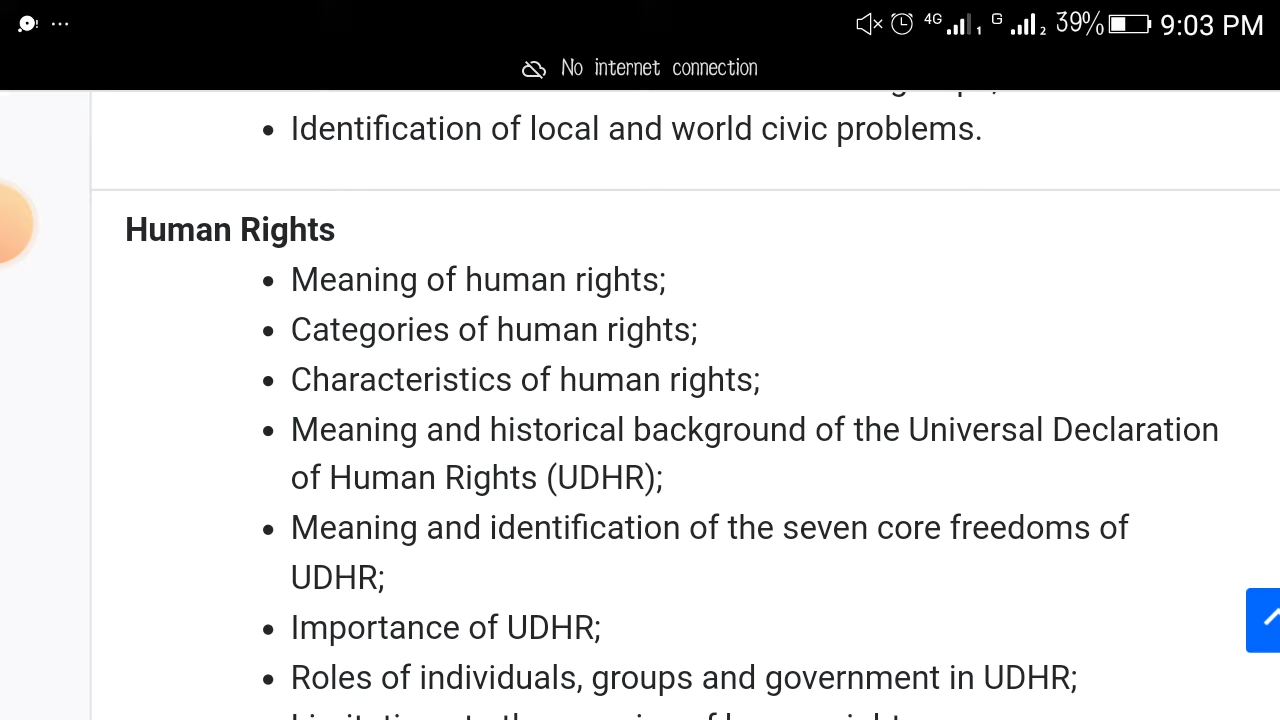 4G 1 G 2 39% 9:03 PM
No internet connection
Identification of local and world civic problems.
Human Rights
Meaning of human rights;
Categories of human rights;
Characteristics of human rights;
Meaning and historical background of the Universal Declaration
of Human Rights (UDHR);
Meaning and identification of the seven core freedoms of
UDHR;
Importance of UDHR;
Roles of individuals, groups and government in UDHR;